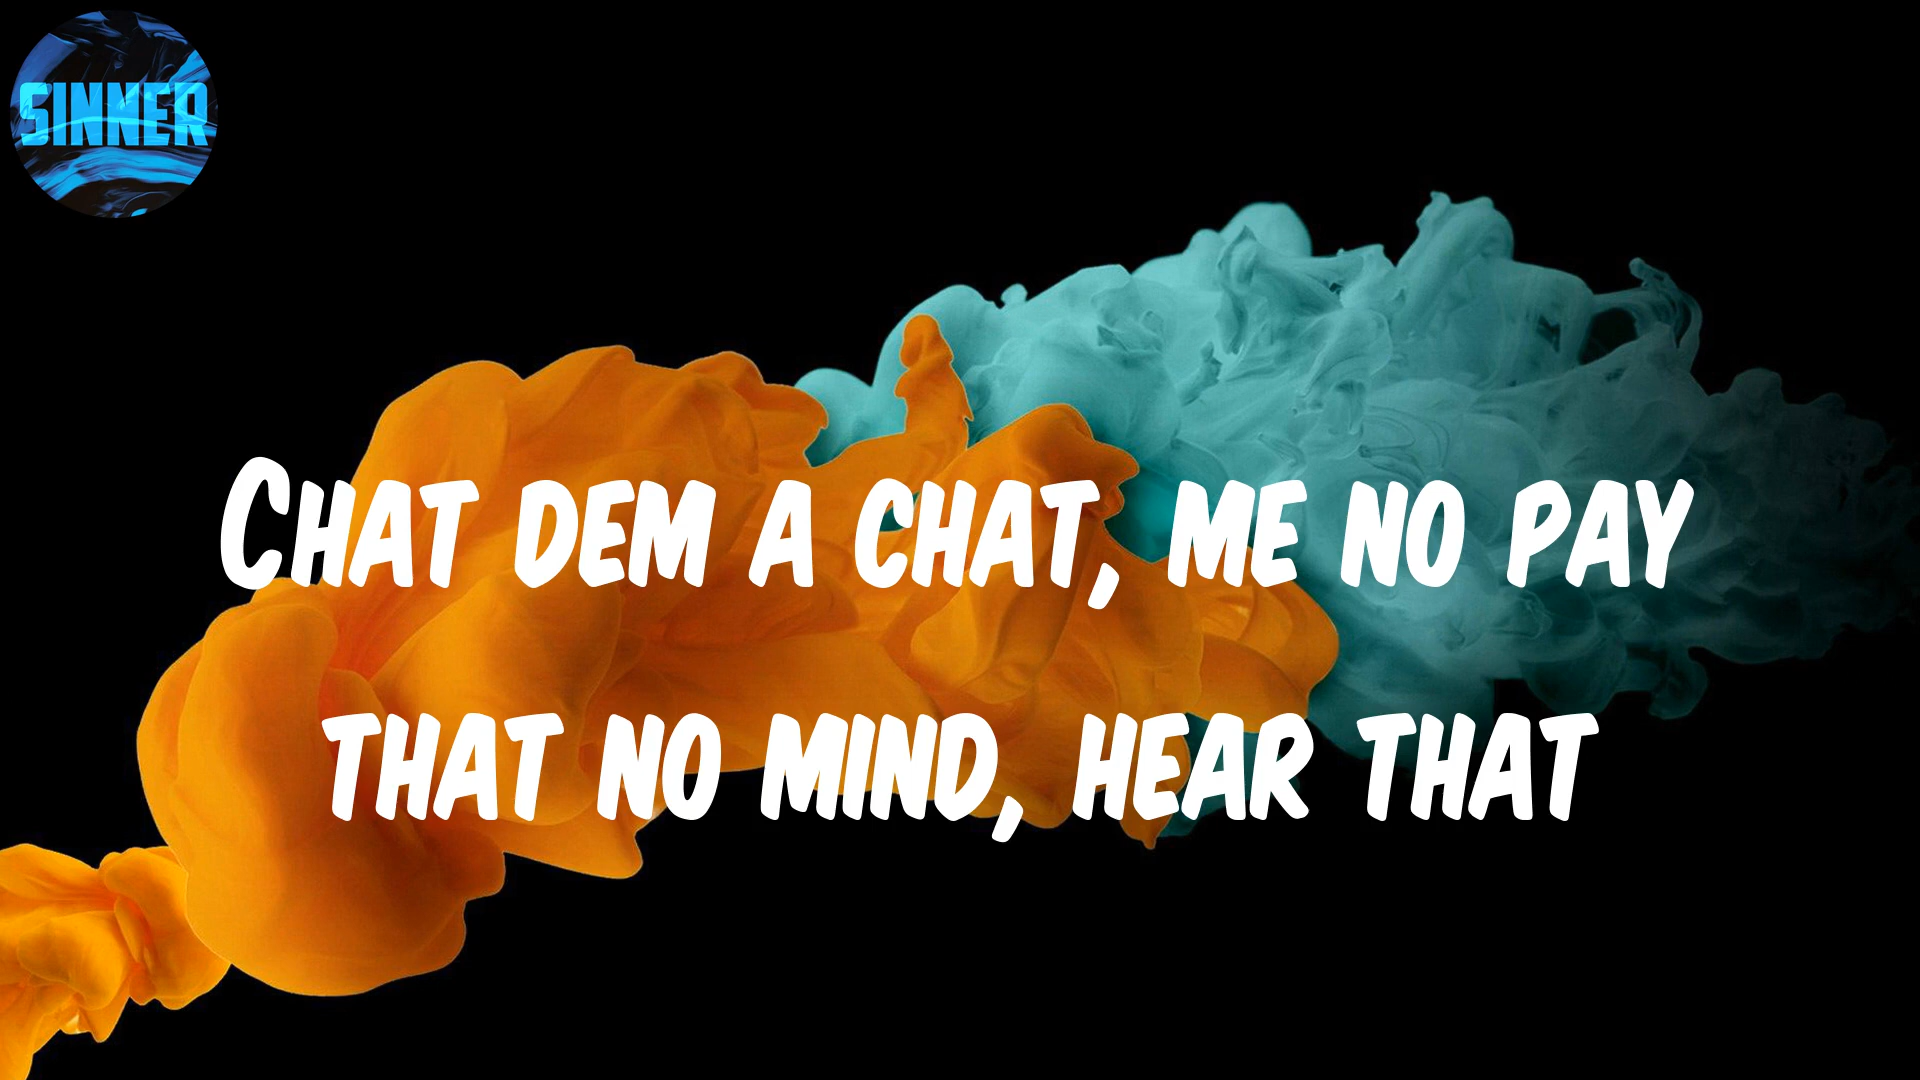 SINNER
CHAT DEM A CHAT, ME NO PAY
THAT NO MIND, HEAR THAT